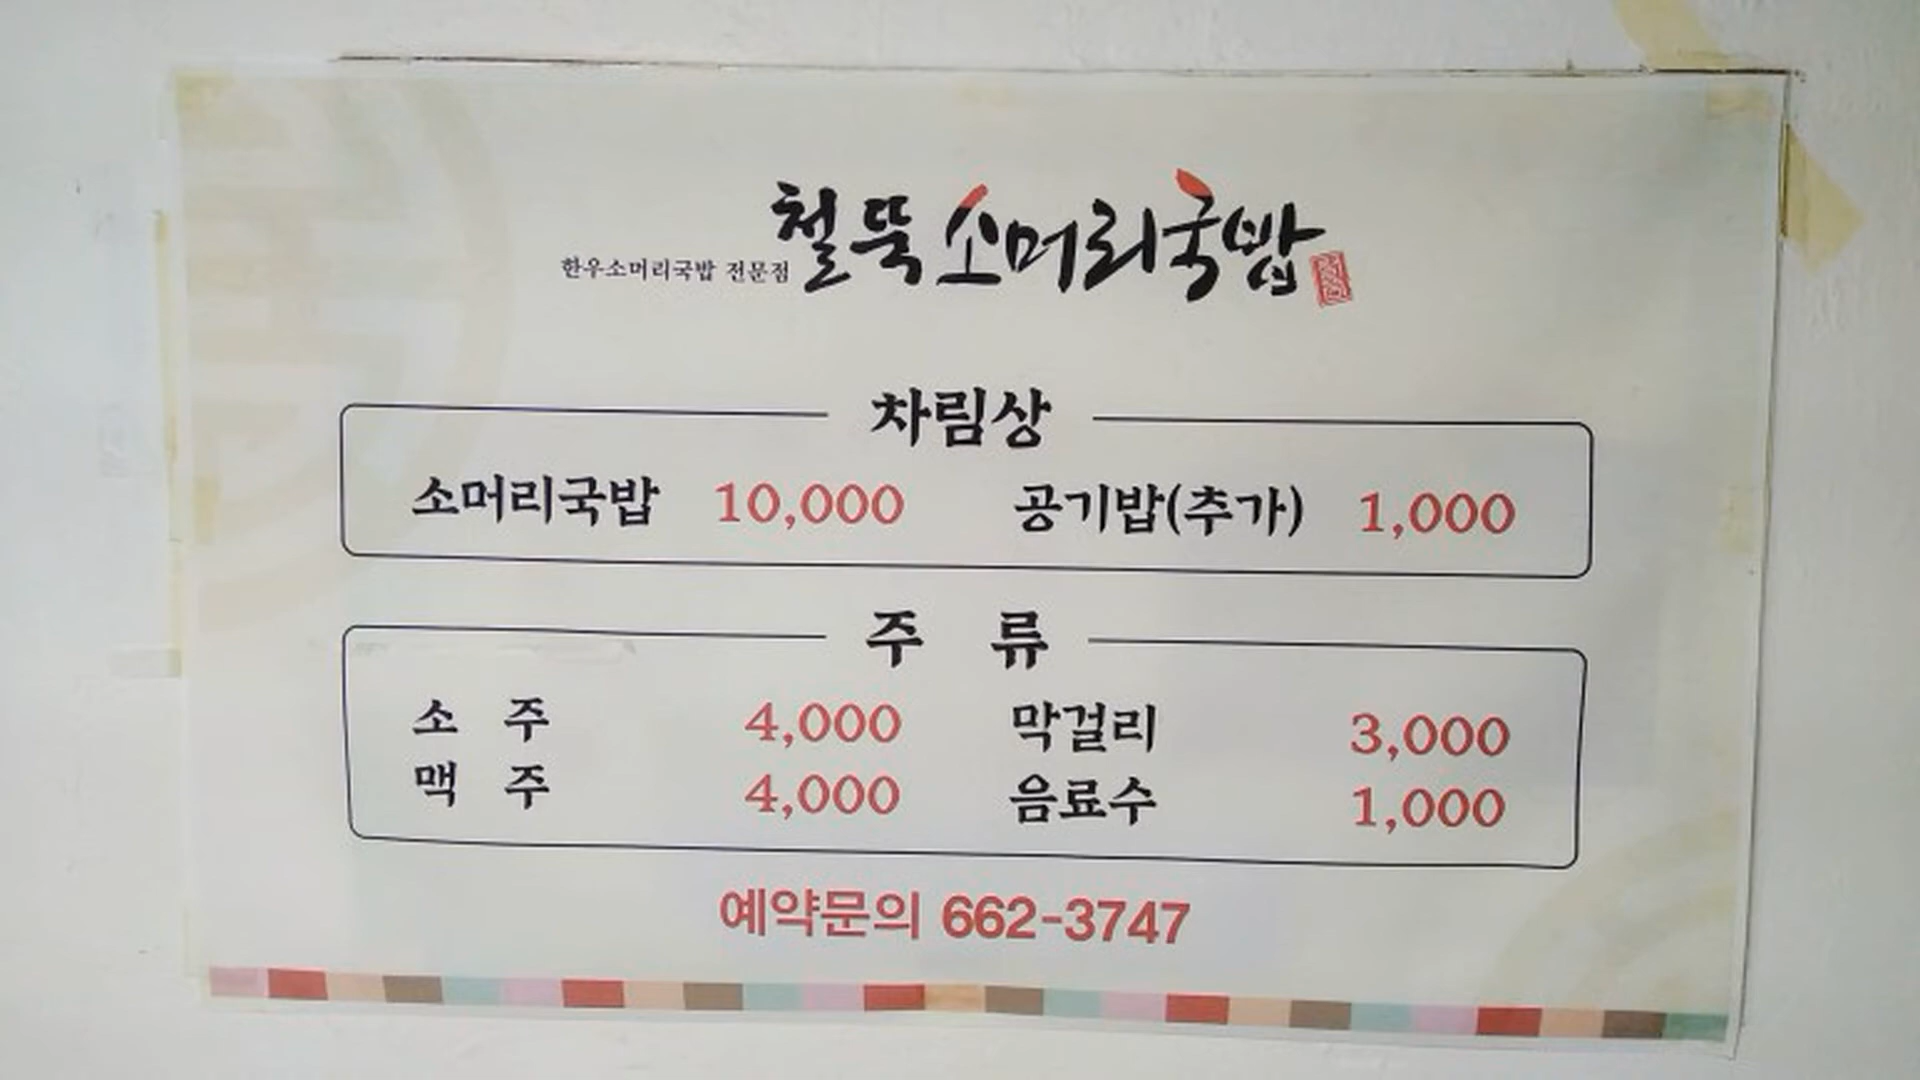 한우소머리국밥 전문점 철뚝 소머리국밥
차림상
소머리국밥 10,000 공기밥(추가) 1,000
주 류
소 주 4,000 막걸리 3,000
맥 주 4,000 음료수 1,000
예약문의 662-3747